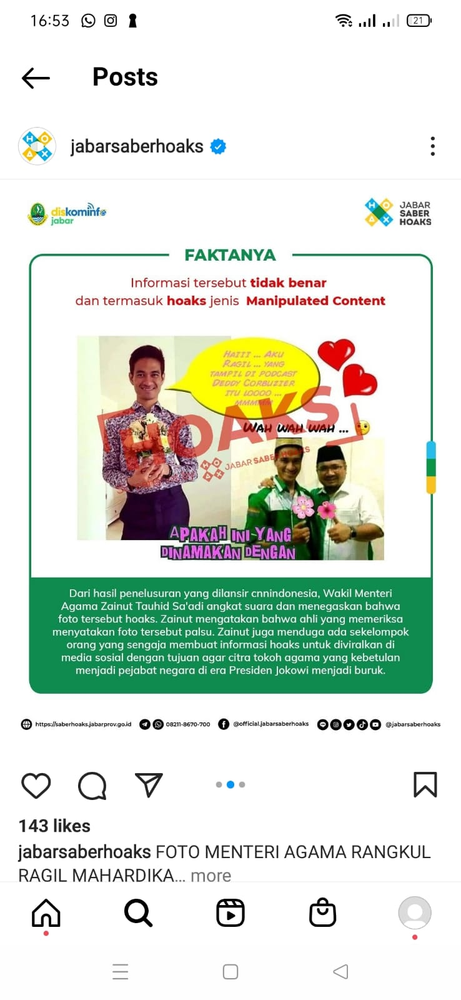 16:53
21
Posts
jabarsaberhoaks
diskominfo
jabar
H O A X
JABAR
SABER
HOAKS
FAKTANYA
Informasi tersebut tidak benar
dan termasuk hoaks jenis Manipulated Content
HAIII ... AKU
RAGIL ... YANG
TAMPIL DI PODCAST
DEDDY CORBUZIER
ITU LOOOO ...
MMMMM
WAH WAH WAH ...
HOAKS
JABAR SABER HOAKS
APAKAH INI YANG
DINAMAKAN DENGAN
Dari hasil penelusuran yang dilansir cnnindonesia, Wakil Menteri
Agama Zainut Tauhid Sa'adi angkat suara dan menegaskan bahwa
foto tersebut hoaks. Zainut mengatakan bahwa ahli yang memeriksa
menyatakan foto tersebut palsu. Zainut juga menduga ada sekelompok
orang yang sengaja membuat informasi hoaks untuk diviralkan di
media sosial dengan tujuan agar citra tokoh agama yang kebetulan
menjadi pejabat negara di era Presiden Jokowi menjadi buruk.
https://saberhoaks.jabarprov.go.id 08211-8670-700 @official.jabarsaberhoaks @jabarsaberhoaks
143 likes
jabarsaberhoaks FOTO MENTERI AGAMA RANGKUL
RAGIL MAHARDIKA... more